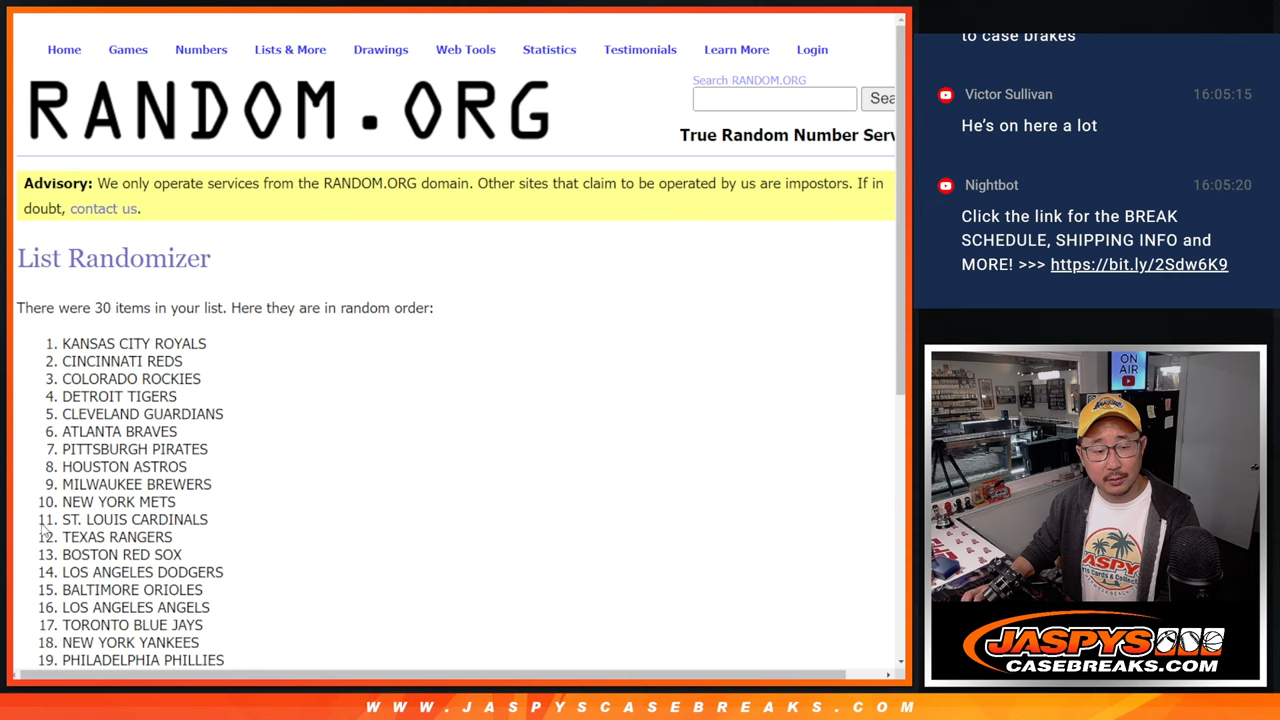 Home Games Numbers Lists & More Drawings Web Tools Statistics Testimonials Learn More Login
RANDOM.ORG
Search RANDOM.ORG
Sea
True Random Number Serv
Advisory: We only operate services from the RANDOM.ORG domain. Other sites that claim to be operated by us are impostors. If in
doubt, contact us.
List Randomizer
There were 30 items in your list. Here they are in random order:
1. KANSAS CITY ROYALS
2. CINCINNATI REDS
3. COLORADO ROCKIES
4. DETROIT TIGERS
5. CLEVELAND GUARDIANS
6. ATLANTA BRAVES
7. PITTSBURGH PIRATES
8. HOUSTON ASTROS
9. MILWAUKEE BREWERS
10. NEW YORK METS
11. ST. LOUIS CARDINALS
12. TEXAS RANGERS
13. BOSTON RED SOX
14. LOS ANGELES DODGERS
15. BALTIMORE ORIOLES
16. LOS ANGELES ANGELS
17. TORONTO BLUE JAYS
18. NEW YORK YANKEES
19. PHILADELPHIA PHILLIES
to case brakes
Victor Sullivan 16:05:15
He's on here a lot
Nightbot 16:05:20
Click the link for the BREAK
SCHEDULE, SHIPPING INFO and
MORE! >>> https://bit.ly/2Sdw6K9
ON
AIR
JASPYS
CASEBREAKS.COM
WWW.JASPYSCASEBREAKS.COM